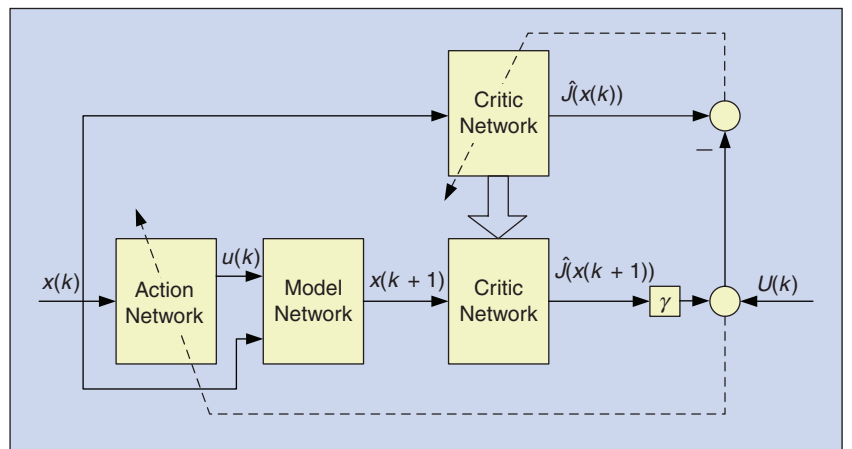 Critic
Network
Ĵ(x(k))
–
x(k)
Action
Network
u(k)
Model
Network
x(k + 1)
Critic
Network
Ĵ(x(k + 1))
γ
U(k)